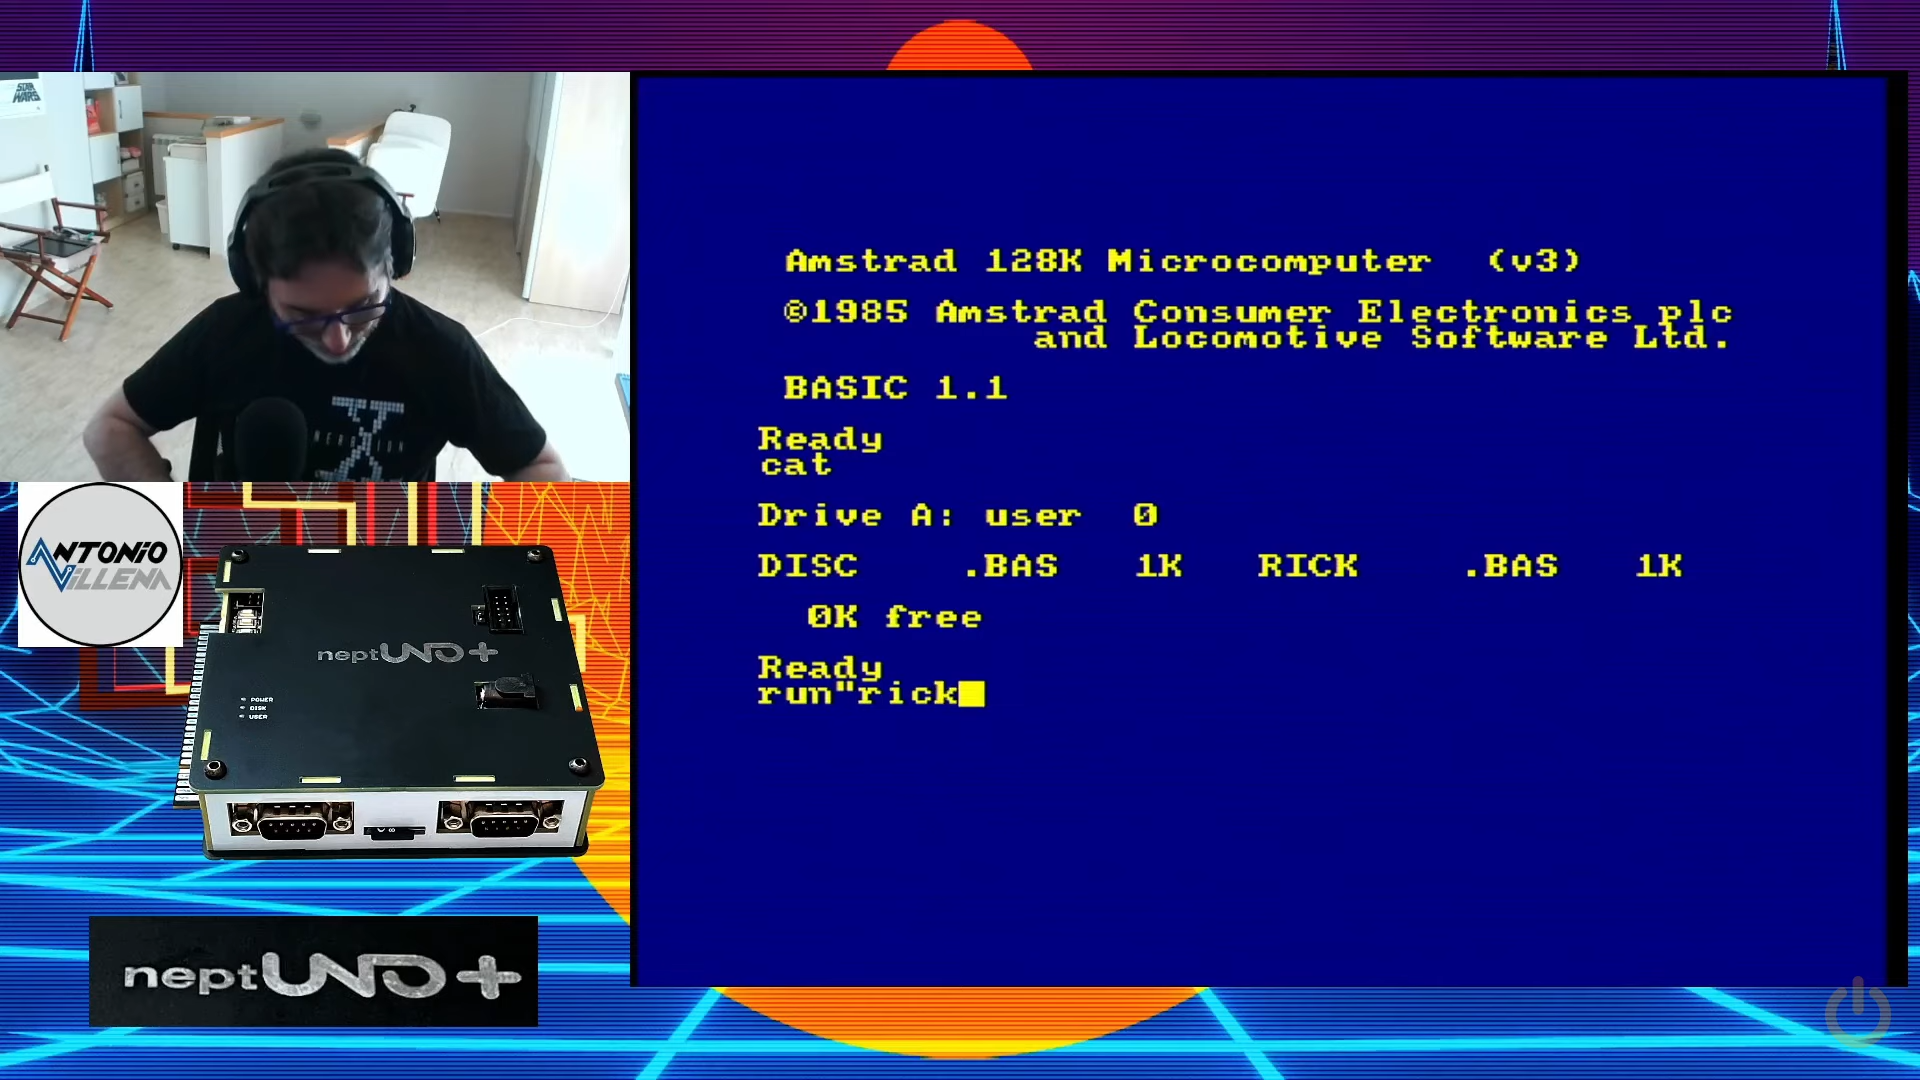 STAR
WARS
ANTONiO
ViLLENA
neptUNO+
POWER
DISK
USER
neptUNO+
Amstrad 128K Microcomputer (v3)
©1985 Amstrad Consumer Electronics plc
and Locomotive Software Ltd.
BASIC 1.1
Ready
cat
Drive A: user 0
DISC .BAS 1K RICK .BAS 1K
0K free
Ready
run"rick